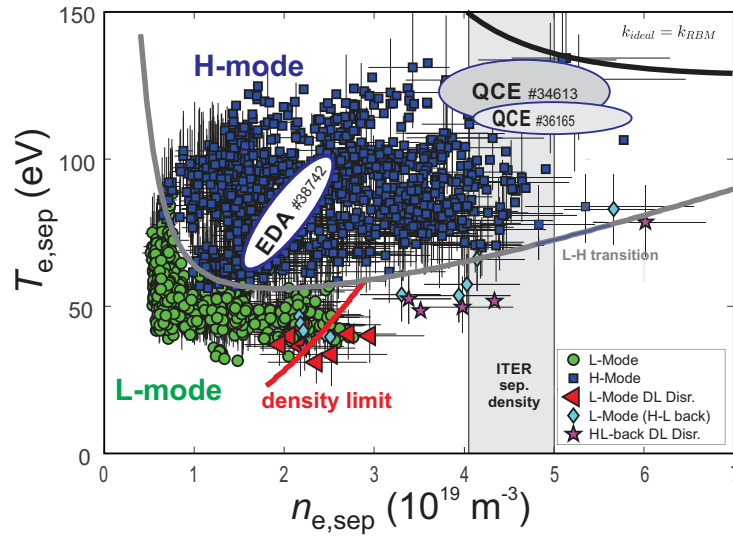 150
100
50
0
T e,sep (eV)
H-mode
L-mode
EDA #38742
QCE #34613
QCE #36165
k_ideal = k_RBM
L-H transition
density limit
ITER
sep.
density
L-Mode
H-Mode
L-Mode DL Disr.
L-Mode (H-L back)
HL-back DL Disr.
0 1 2 3 4 5 6 7
n e,sep (10^19 m^-3)